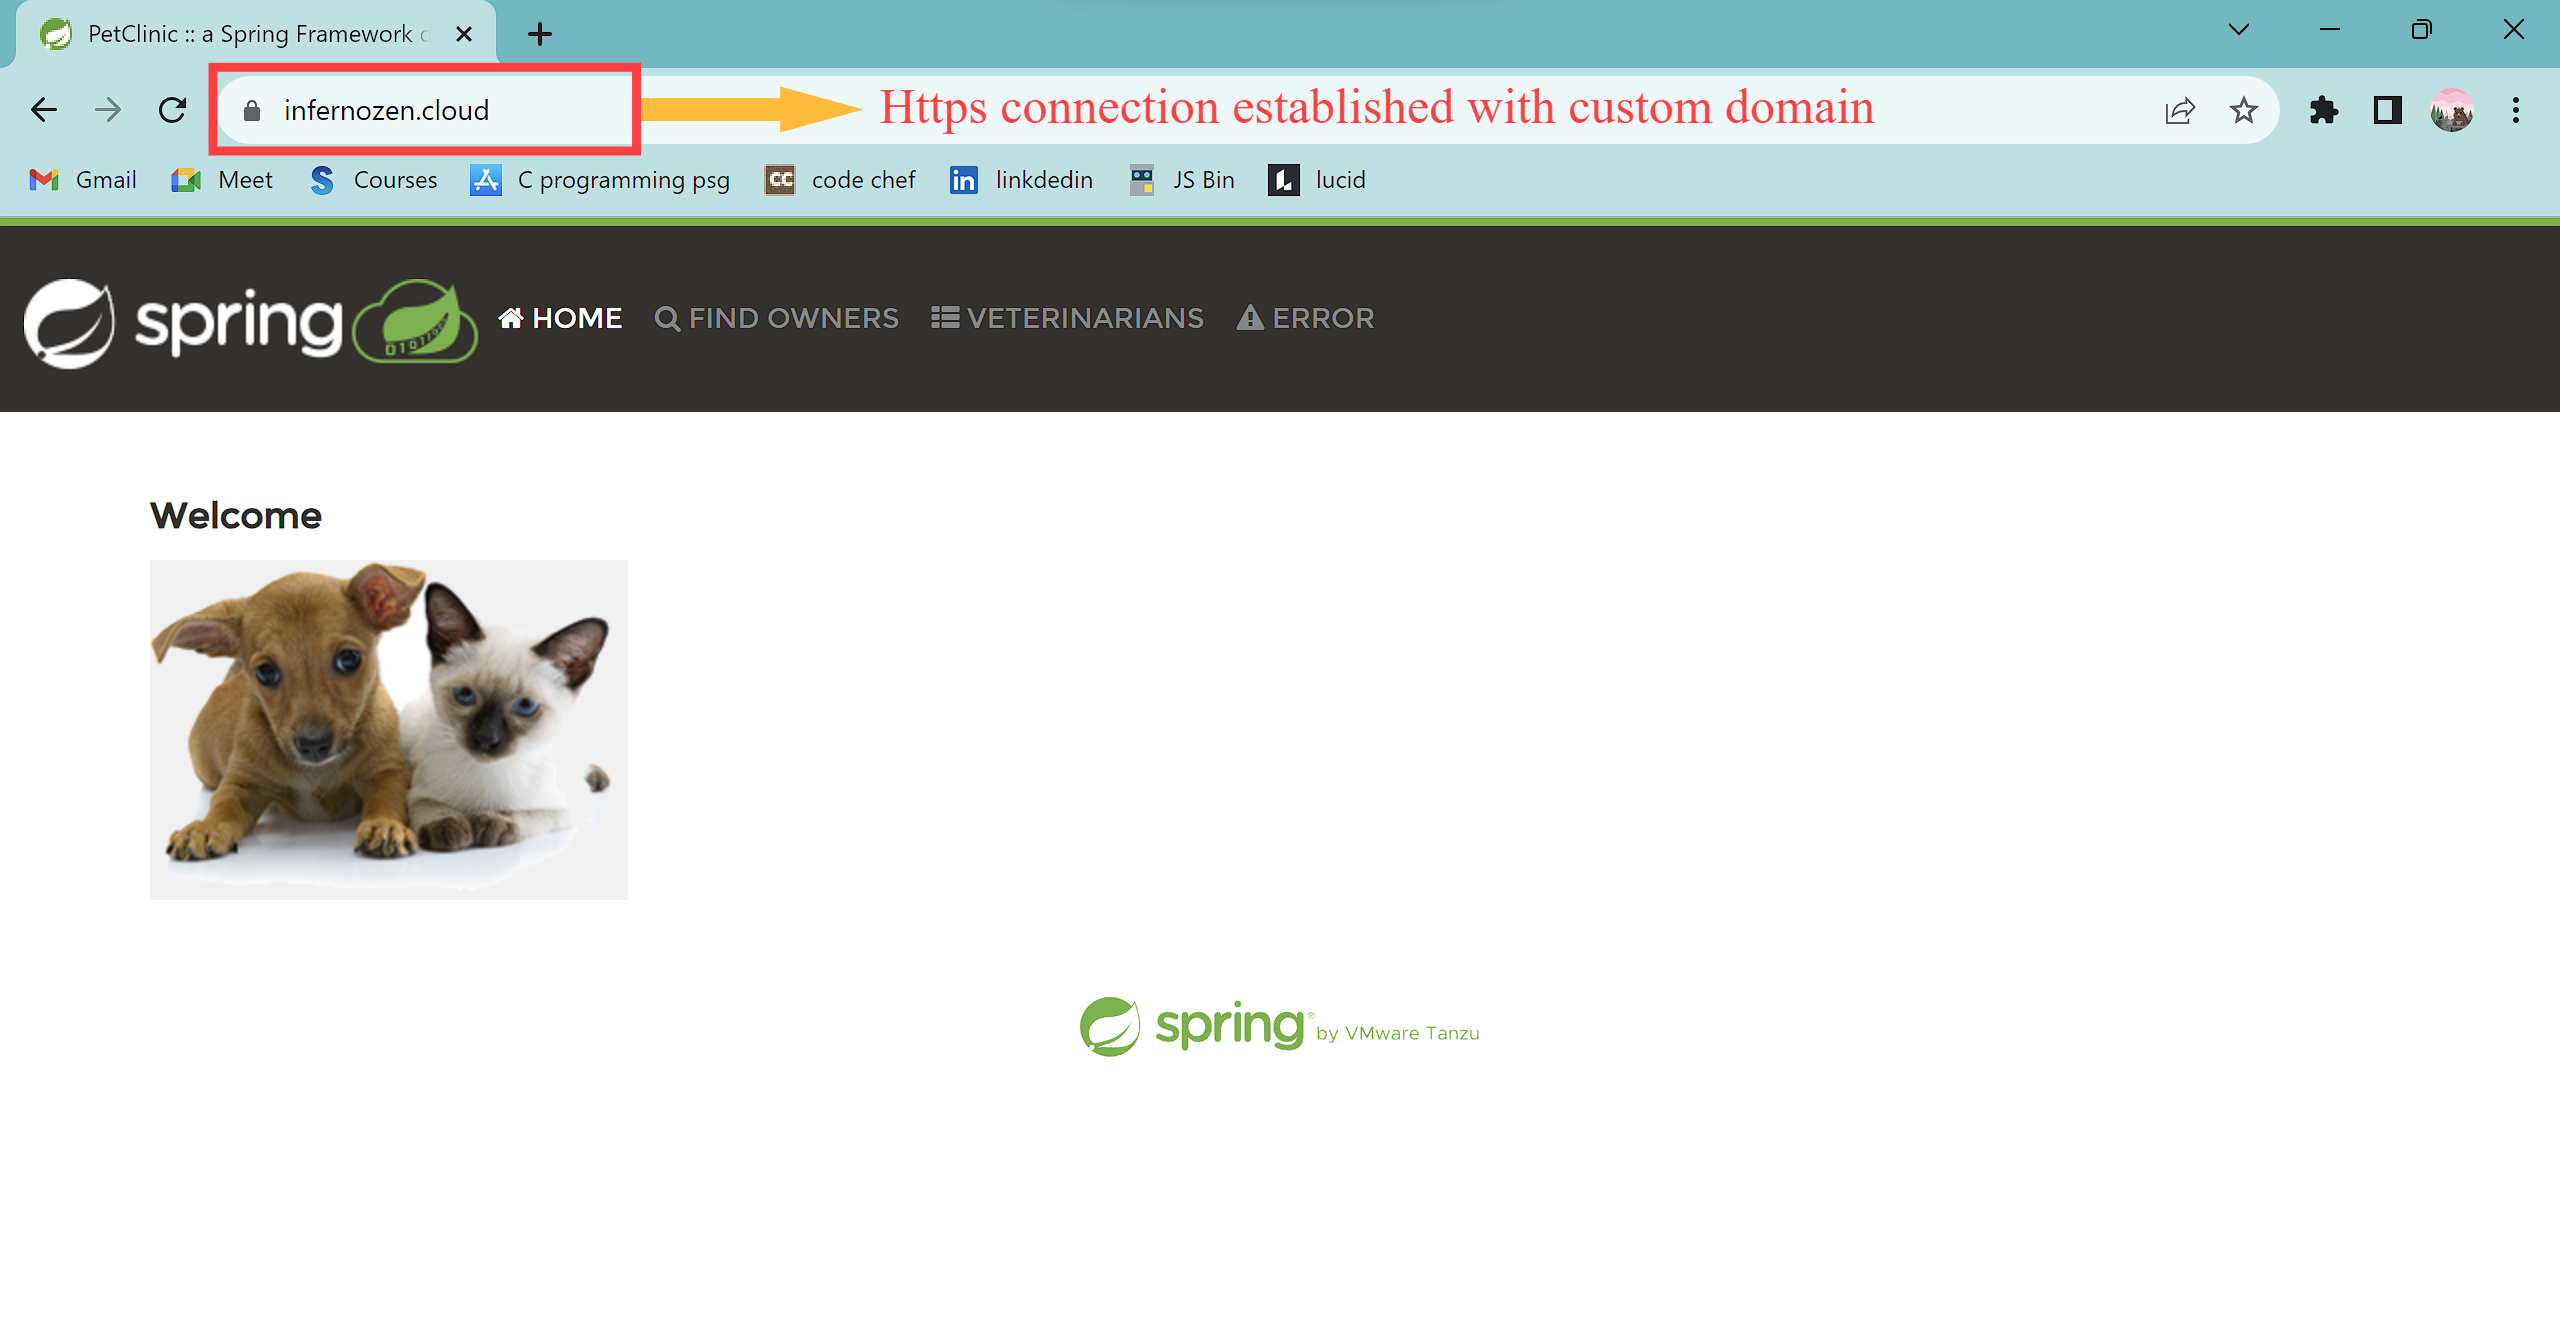 PetClinic :: a Spring Framework d
infernozen.cloud
Https connection established with custom domain
Gmail
Meet
Courses
C programming psg
code chef
linkdedin
JS Bin
lucid
spring
HOME
FIND OWNERS
VETERINARIANS
ERROR
Welcome
spring® by VMware Tanzu